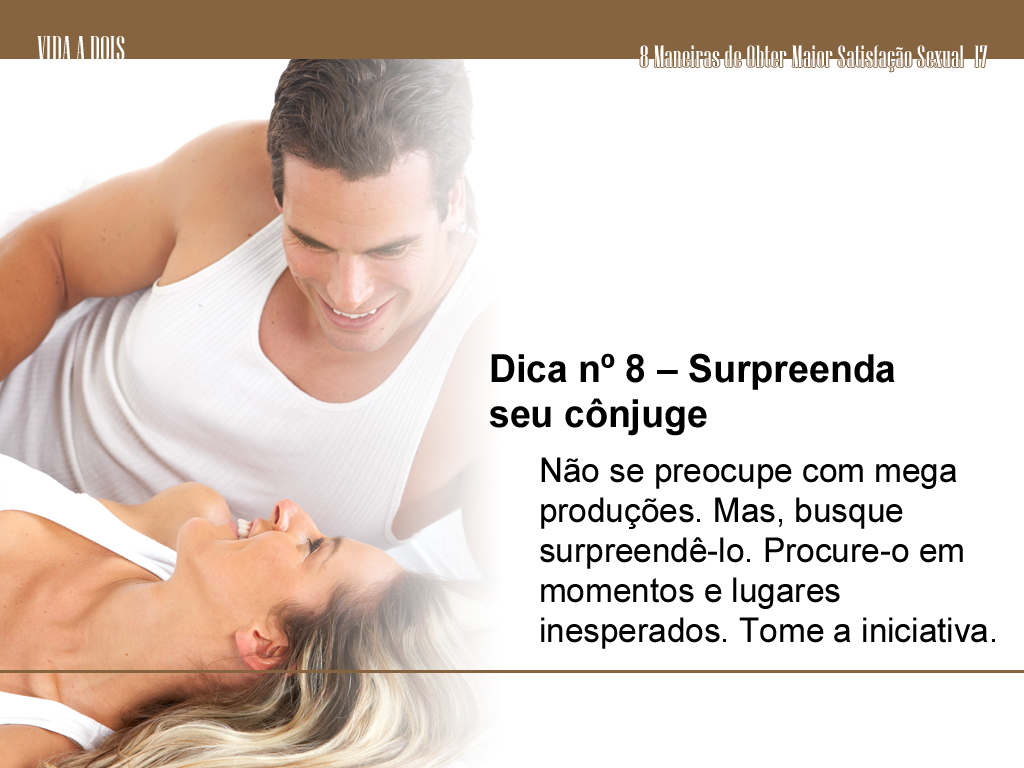 VIDA A DOIS
8 Maneiras de Obter Maior Satisfação Sexual 17
Dica nº 8 – Surpreenda
seu cônjuge
Não se preocupe com mega
produções. Mas, busque
surpreendê-lo. Procure-o em
momentos e lugares
inesperados. Tome a iniciativa.